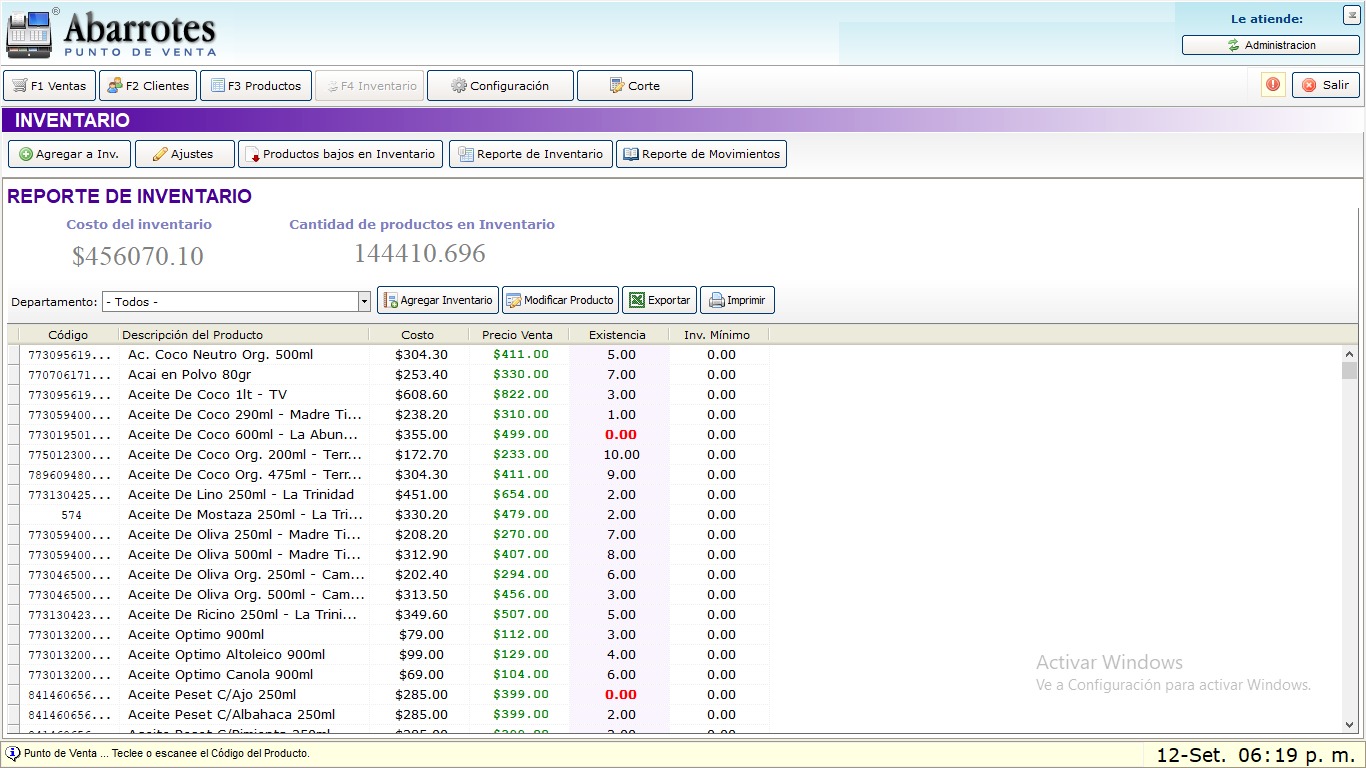 Abarrotes ®
PUNTO DE VENTA
Le atiende:
Administracion
F1 Ventas F2 Clientes F3 Productos F4 Inventario Configuración Corte Salir
INVENTARIO
Agregar a Inv. Ajustes Productos bajos en Inventario Reporte de Inventario Reporte de Movimientos
REPORTE DE INVENTARIO
Costo del inventario Cantidad de productos en Inventario
$456070.10 144410.696
Departamento: - Todos - Agregar Inventario Modificar Producto Exportar Imprimir
Código Descripción del Producto Costo Precio Venta Existencia Inv. Mínimo
773095619... Ac. Coco Neutro Org. 500ml $304.30 $411.00 5.00 0.00
770706171... Acai en Polvo 80gr $253.40 $330.00 7.00 0.00
773095619... Aceite De Coco 1lt - TV $608.60 $822.00 3.00 0.00
773059400... Aceite De Coco 290ml - Madre Ti... $238.20 $310.00 1.00 0.00
773019501... Aceite De Coco 600ml - La Abun... $355.00 $499.00 0.00 0.00
775012300... Aceite De Coco Org. 200ml - Terr... $172.70 $233.00 10.00 0.00
789609480... Aceite De Coco Org. 475ml - Terr... $304.30 $411.00 9.00 0.00
773130425... Aceite De Lino 250ml - La Trinidad $451.00 $654.00 2.00 0.00
574 Aceite De Mostaza 250ml - La Tri... $330.20 $479.00 2.00 0.00
773059400... Aceite De Oliva 250ml - Madre Ti... $208.20 $270.00 7.00 0.00
773059400... Aceite De Oliva 500ml - Madre Ti... $312.90 $407.00 8.00 0.00
773046500... Aceite De Oliva Org. 250ml - Cam... $202.40 $294.00 6.00 0.00
773046500... Aceite De Oliva Org. 500ml - Cam... $313.50 $456.00 3.00 0.00
773130423... Aceite De Ricino 250ml - La Trini... $349.60 $507.00 5.00 0.00
773013200... Aceite Optimo 900ml $79.00 $112.00 3.00 0.00
773013200... Aceite Optimo Altoleico 900ml $99.00 $129.00 4.00 0.00
773013200... Aceite Optimo Canola 900ml $69.00 $104.00 6.00 0.00
841460656... Aceite Peset C/Ajo 250ml $285.00 $399.00 0.00 0.00
841460656... Aceite Peset C/Albahaca 250ml $285.00 $399.00 2.00 0.00
Activar Windows
Ve a Configuración para activar Windows.
Punto de Venta ... Teclee o escanee el Código del Producto.
12-Set. 06:19 p. m.